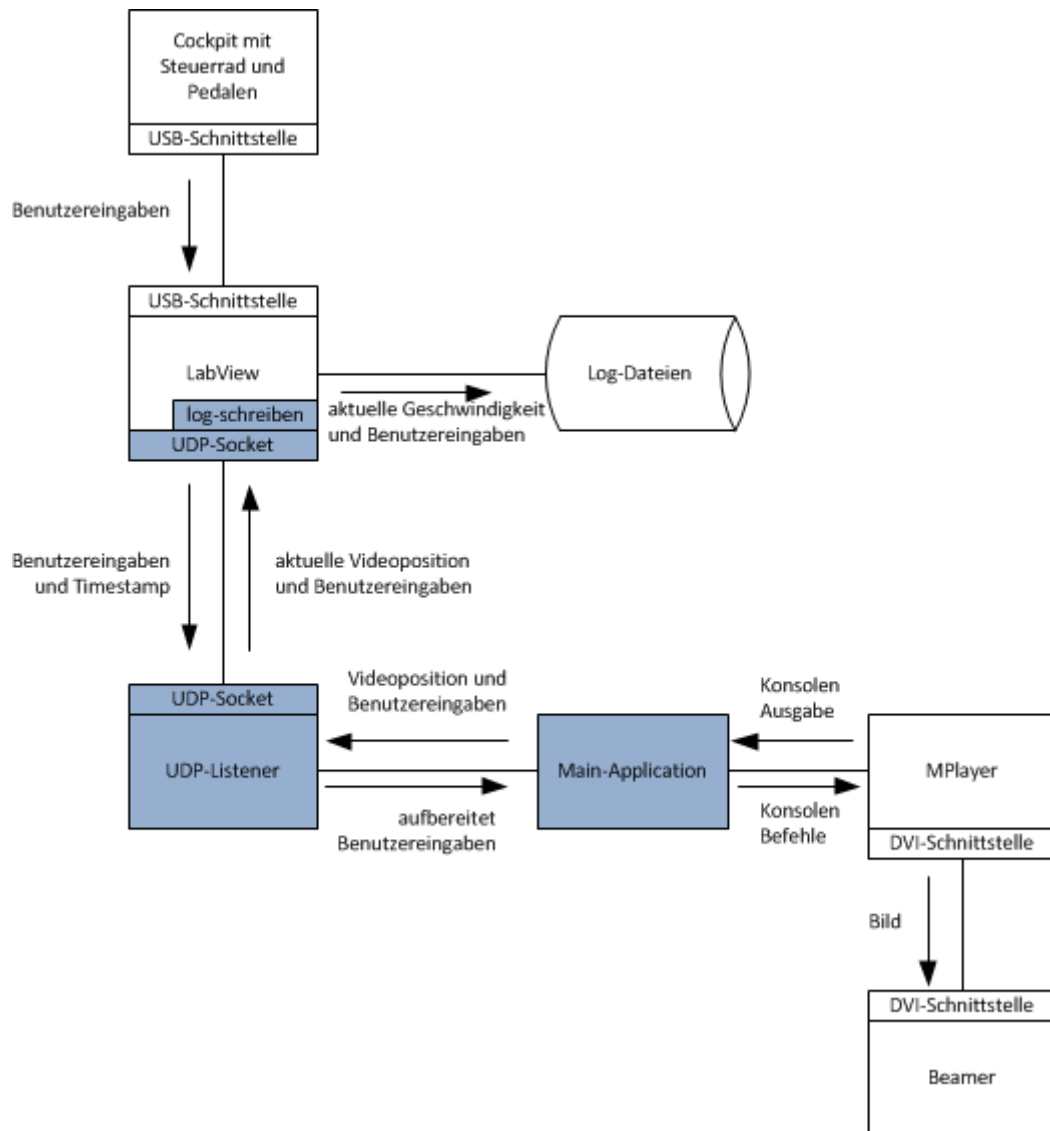 Cockpit mit
Steuerrad und
Pedalen
USB-Schnittstelle
Benutzereingaben
USB-Schnittstelle
LabView
log-schreiben
UDP-Socket
aktuelle Geschwindigkeit
und Benutzereingaben
Log-Dateien
Benutzereingaben
und Timestamp
aktuelle Videoposition
und Benutzereingaben
UDP-Socket
UDP-Listener
Videoposition und
Benutzereingaben
aufbereitet
Benutzereingaben
Main-Application
Konsolen
Ausgabe
Konsolen
Befehle
MPlayer
DVI-Schnittstelle
Bild
DVI-Schnittstelle
Beamer